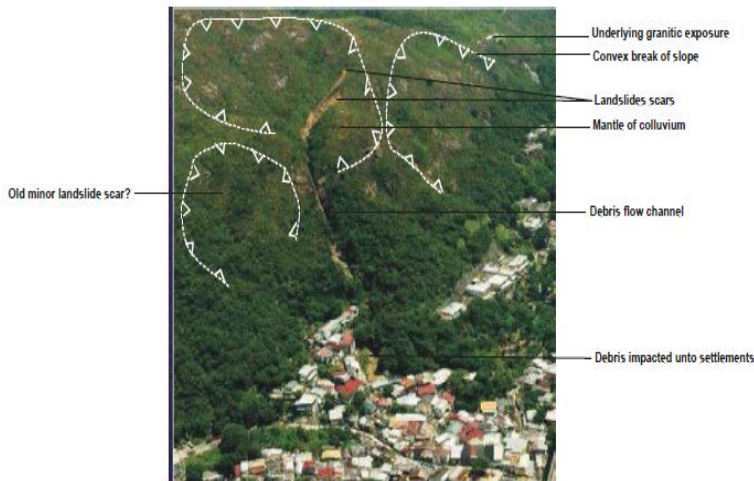 Underlying granitic exposure
Convex break of slope
Landslides scars
Mantle of colluvium
Old minor landslide scar?
Debris flow channel
Debris impacted unto settlements